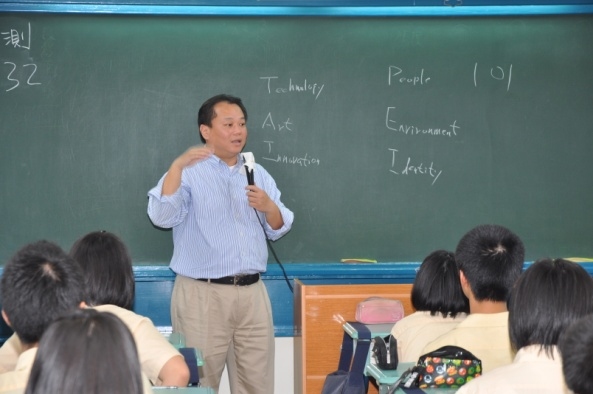 測
32
Technology
Art
Innovation
People 101
Environment
Identity